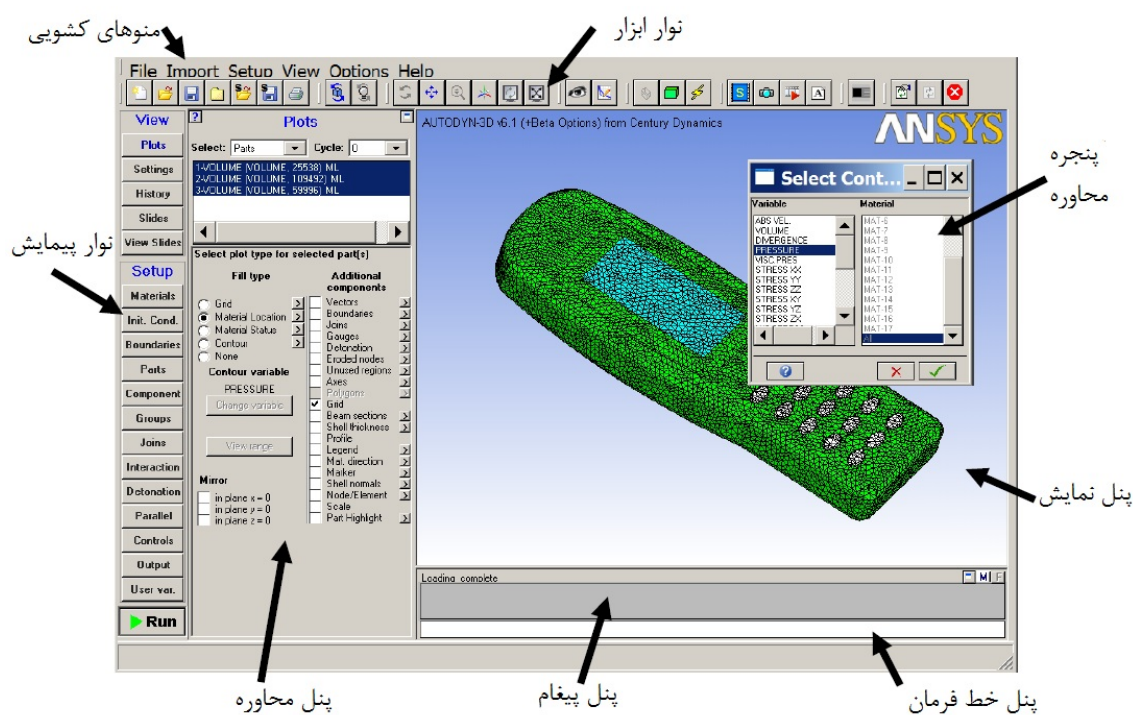 منوهای کشویی
نوار ابزار
File Import Setup View Options Help
View
Plots
Settings
History
Slides
View Slides
Setup
Materials
Init. Cond.
Boundaries
Parts
Component
Groups
Joins
Interaction
Detonation
Parallel
Controls
Output
User var.
Run
نوار پیمایش
Plots
Select: Parts Cycle: 0
1-VOLUME (VOLUME, 25538) ML
2-VOLUME (VOLUME, 109492) ML
3-VOLUME (VOLUME, 59996) ML
Select plot type for selected part(s)
Fill type
Grid
Material Location
Material Status
Contour
None
Contour variable
PRESSURE
Change variable
View range
Mirror
in plane x = 0
in plane y = 0
in plane z = 0
Additional
components
Vectors
Boundaries
Joins
Gauges
Detonation
Eroded nodes
Unused regions
Axes
Polygons
Grid
Beam sections
Shell thickness
Profile
Legend
Mat. direction
Marker
Shell normals
Node/Element
Scale
Part Highlight
AUTODYN-3D v6.1 (+Beta Options) from Century Dynamics
ANSYS
Select Cont...
Variable
ABS VEL.
VOLUME
DIVERGENCE
PRESSURE
VISC.PRES
STRESS XX
STRESS YY
STRESS ZZ
STRESS XY
STRESS YZ
STRESS ZX
Material
MAT-6
MAT-7
MAT-8
MAT-9
MAT-10
MAT-11
MAT-12
MAT-13
MAT-14
MAT-15
MAT-16
MAT-17
All
پنجره
محاوره
پنل نمایش
Loading complete
M
پنل محاوره
پنل پیغام
پنل خط فرمان